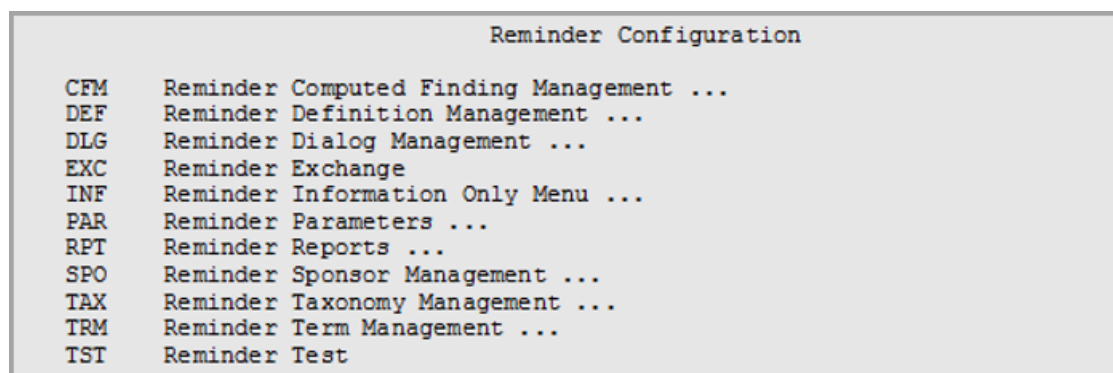 Reminder Configuration
CFM Reminder Computed Finding Management ...
DEF Reminder Definition Management ...
DLG Reminder Dialog Management ...
EXC Reminder Exchange
INF Reminder Information Only Menu ...
PAR Reminder Parameters ...
RPT Reminder Reports ...
SPO Reminder Sponsor Management ...
TAX Reminder Taxonomy Management ...
TRM Reminder Term Management ...
TST Reminder Test